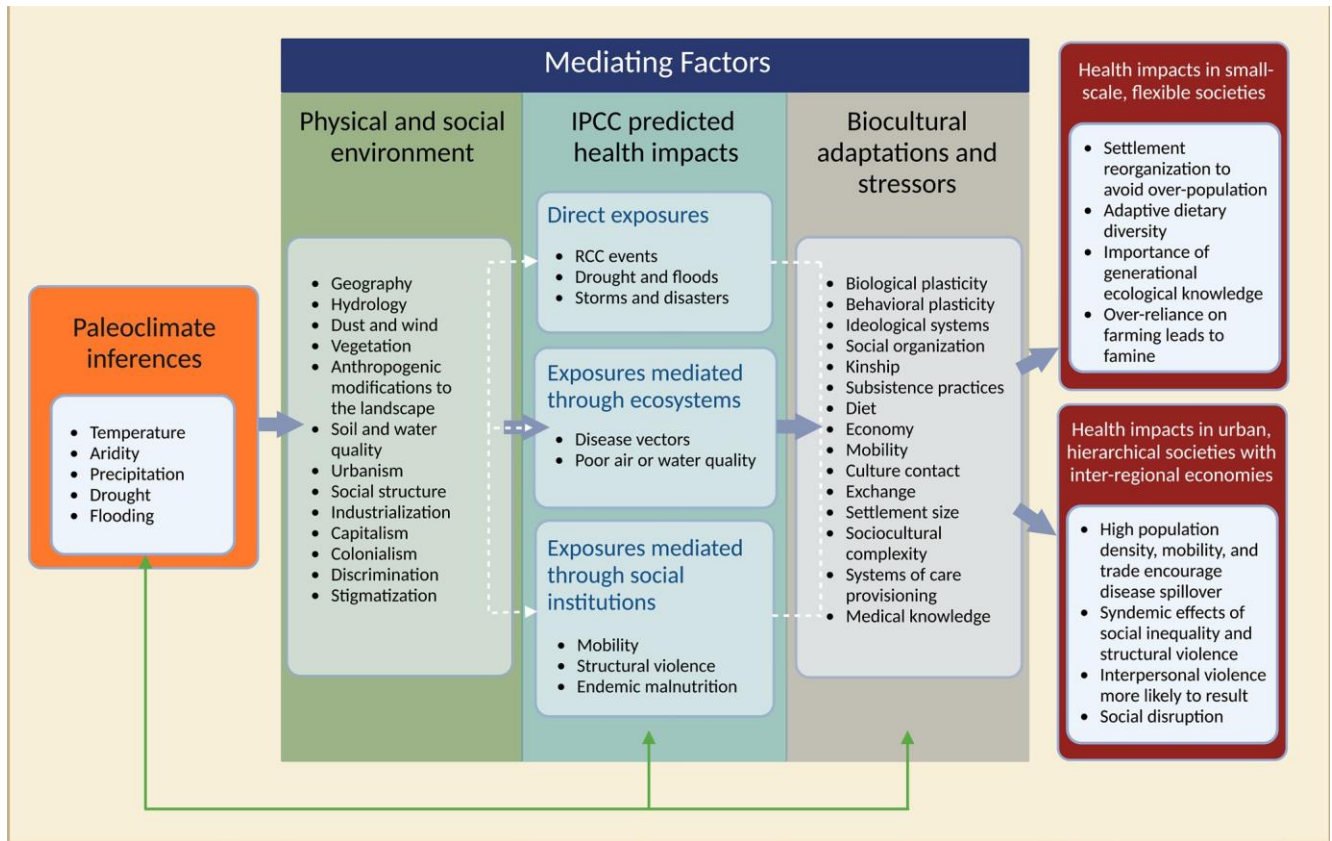 Mediating Factors
Physical and social
environment
IPCC predicted
health impacts
Biocultural
adaptations and
stressors
Paleoclimate
inferences
• Temperature
• Aridity
• Precipitation
• Drought
• Flooding
• Geography
• Hydrology
• Dust and wind
• Vegetation
• Anthropogenic
modifications to
the landscape
• Soil and water
quality
• Urbanism
• Social structure
• Industrialization
• Capitalism
• Colonialism
• Discrimination
• Stigmatization
Direct exposures
• RCC events
• Drought and floods
• Storms and disasters
Exposures mediated
through ecosystems
• Disease vectors
• Poor air or water quality
Exposures mediated
through social
institutions
• Mobility
• Structural violence
• Endemic malnutrition
• Biological plasticity
• Behavioral plasticity
• Ideological systems
• Social organization
• Kinship
• Subsistence practices
• Diet
• Economy
• Mobility
• Culture contact
• Exchange
• Settlement size
• Sociocultural
complexity
• Systems of care
provisioning
• Medical knowledge
Health impacts in small-
scale, flexible societies
• Settlement
reorganization to
avoid over-population
• Adaptive dietary
diversity
• Importance of
generational
ecological knowledge
• Over-reliance on
farming leads to
famine
Health impacts in urban,
hierarchical societies with
inter-regional economies
• High population
density, mobility, and
trade encourage
disease spillover
• Syndemic effects of
social inequality and
structural violence
• Interpersonal violence
more likely to result
• Social disruption